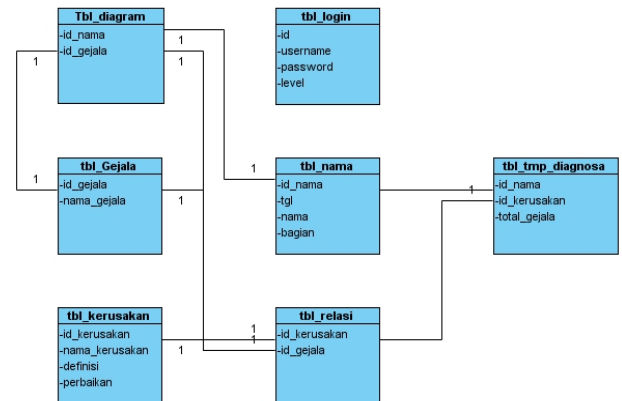 Tbl_diagram
-id_nama
-id_gejala
tbl_login
-id
-username
-password
-level
1
1
1
1
tbl_Gejala
-id_gejala
-nama_gejala
1
1
1
tbl_nama
-id_nama
-tgl
-nama
-bagian
1
tbl_tmp_diagnosa
-id_nama
-id_kerusakan
-total_gejala
tbl_kerusakan
-id_kerusakan
-nama_kerusakan
-definisi
-perbaikan
1
1
1
tbl_relasi
-id_kerusakan
-id_gejala